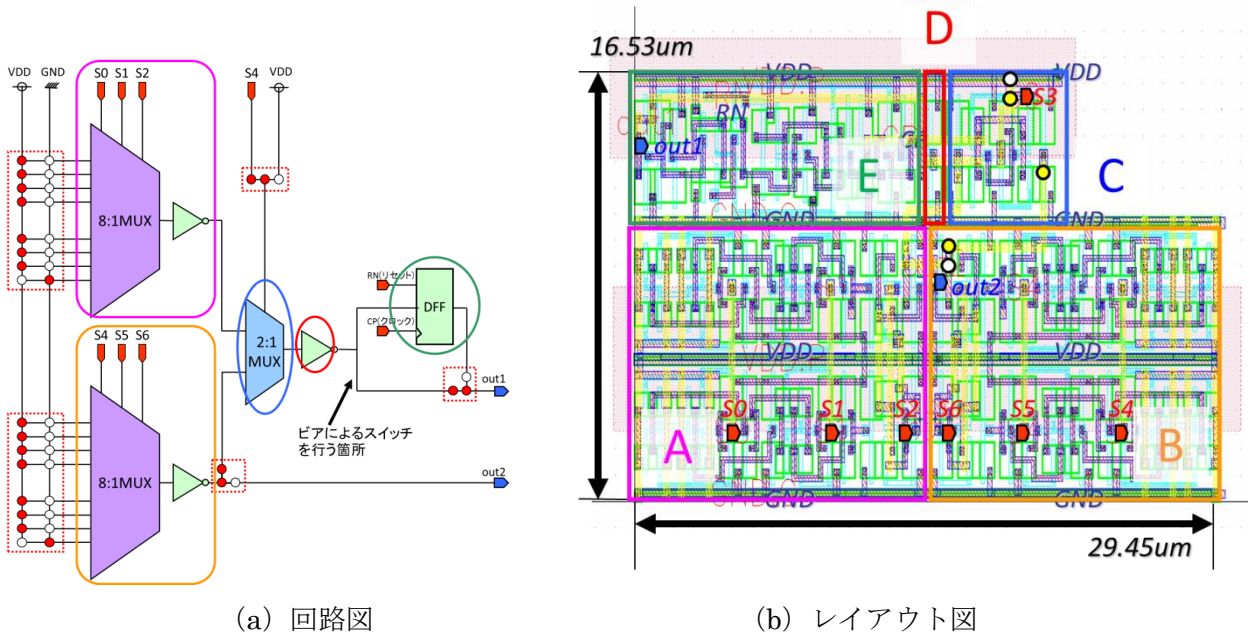 VDD GND S0 S1 S2 S4 VDD
8:1MUX
RN(リセット)
DFF
CP(クロック)
2:1
MUX
S4 S5 S6
out1
ビアによるスイッチ
を行う箇所
8:1MUX
out2
(a) 回路図
D
16.53um
VDD VDD
S3
RN
out1
E
C
GND GND
out2
VDD VDD
S0 S1 S2 S6 S5 S4
A B
GND GND
29.45um
(b) レイアウト図